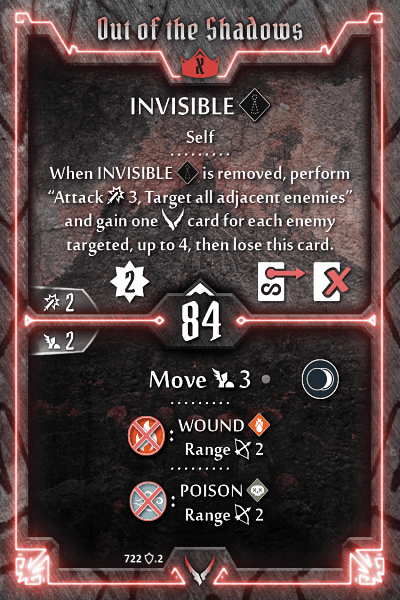 Out of the Shadows
X
INVISIBLE
Self
When INVISIBLE is removed, perform
“Attack 3, Target all adjacent enemies”
and gain one card for each enemy
targeted, up to 4, then lose this card.
2
2
84
2
Move 3
: WOUND
Range 2
: POISON
Range 2
722 .2